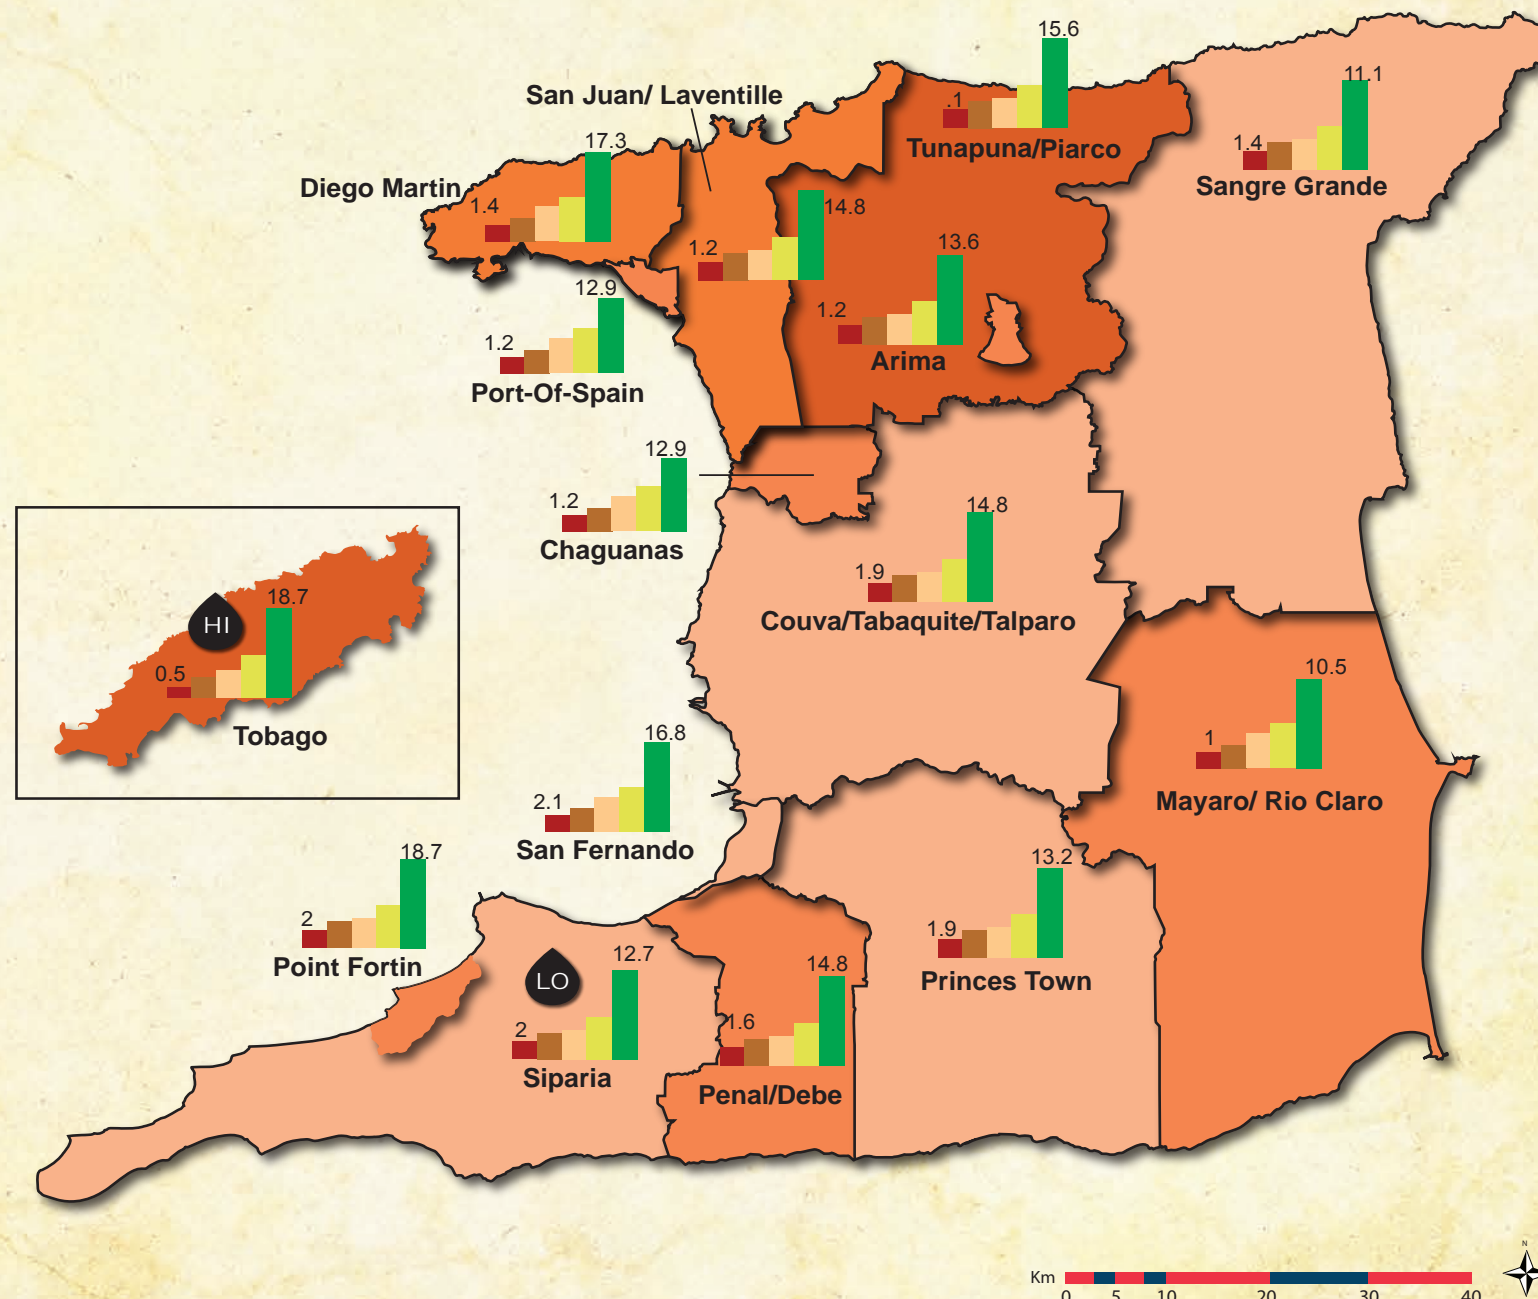 15.6
.1
Tunapuna/Piarco
11.1
1.4
Sangre Grande
San Juan/ Laventille
17.3
Diego Martin
1.4
14.8
1.2
13.6
1.2
Arima
12.9
1.2
Port-Of-Spain
12.9
1.2
Chaguanas
14.8
1.9
Couva/Tabaquite/Talparo
HI
18.7
0.5
Tobago
10.5
1
Mayaro/ Rio Claro
16.8
2.1
San Fernando
18.7
2
Point Fortin
13.2
1.9
Princes Town
LO
12.7
2
Siparia
14.8
1.6
Penal/Debe
N
Km
0 5 10 20 30 40